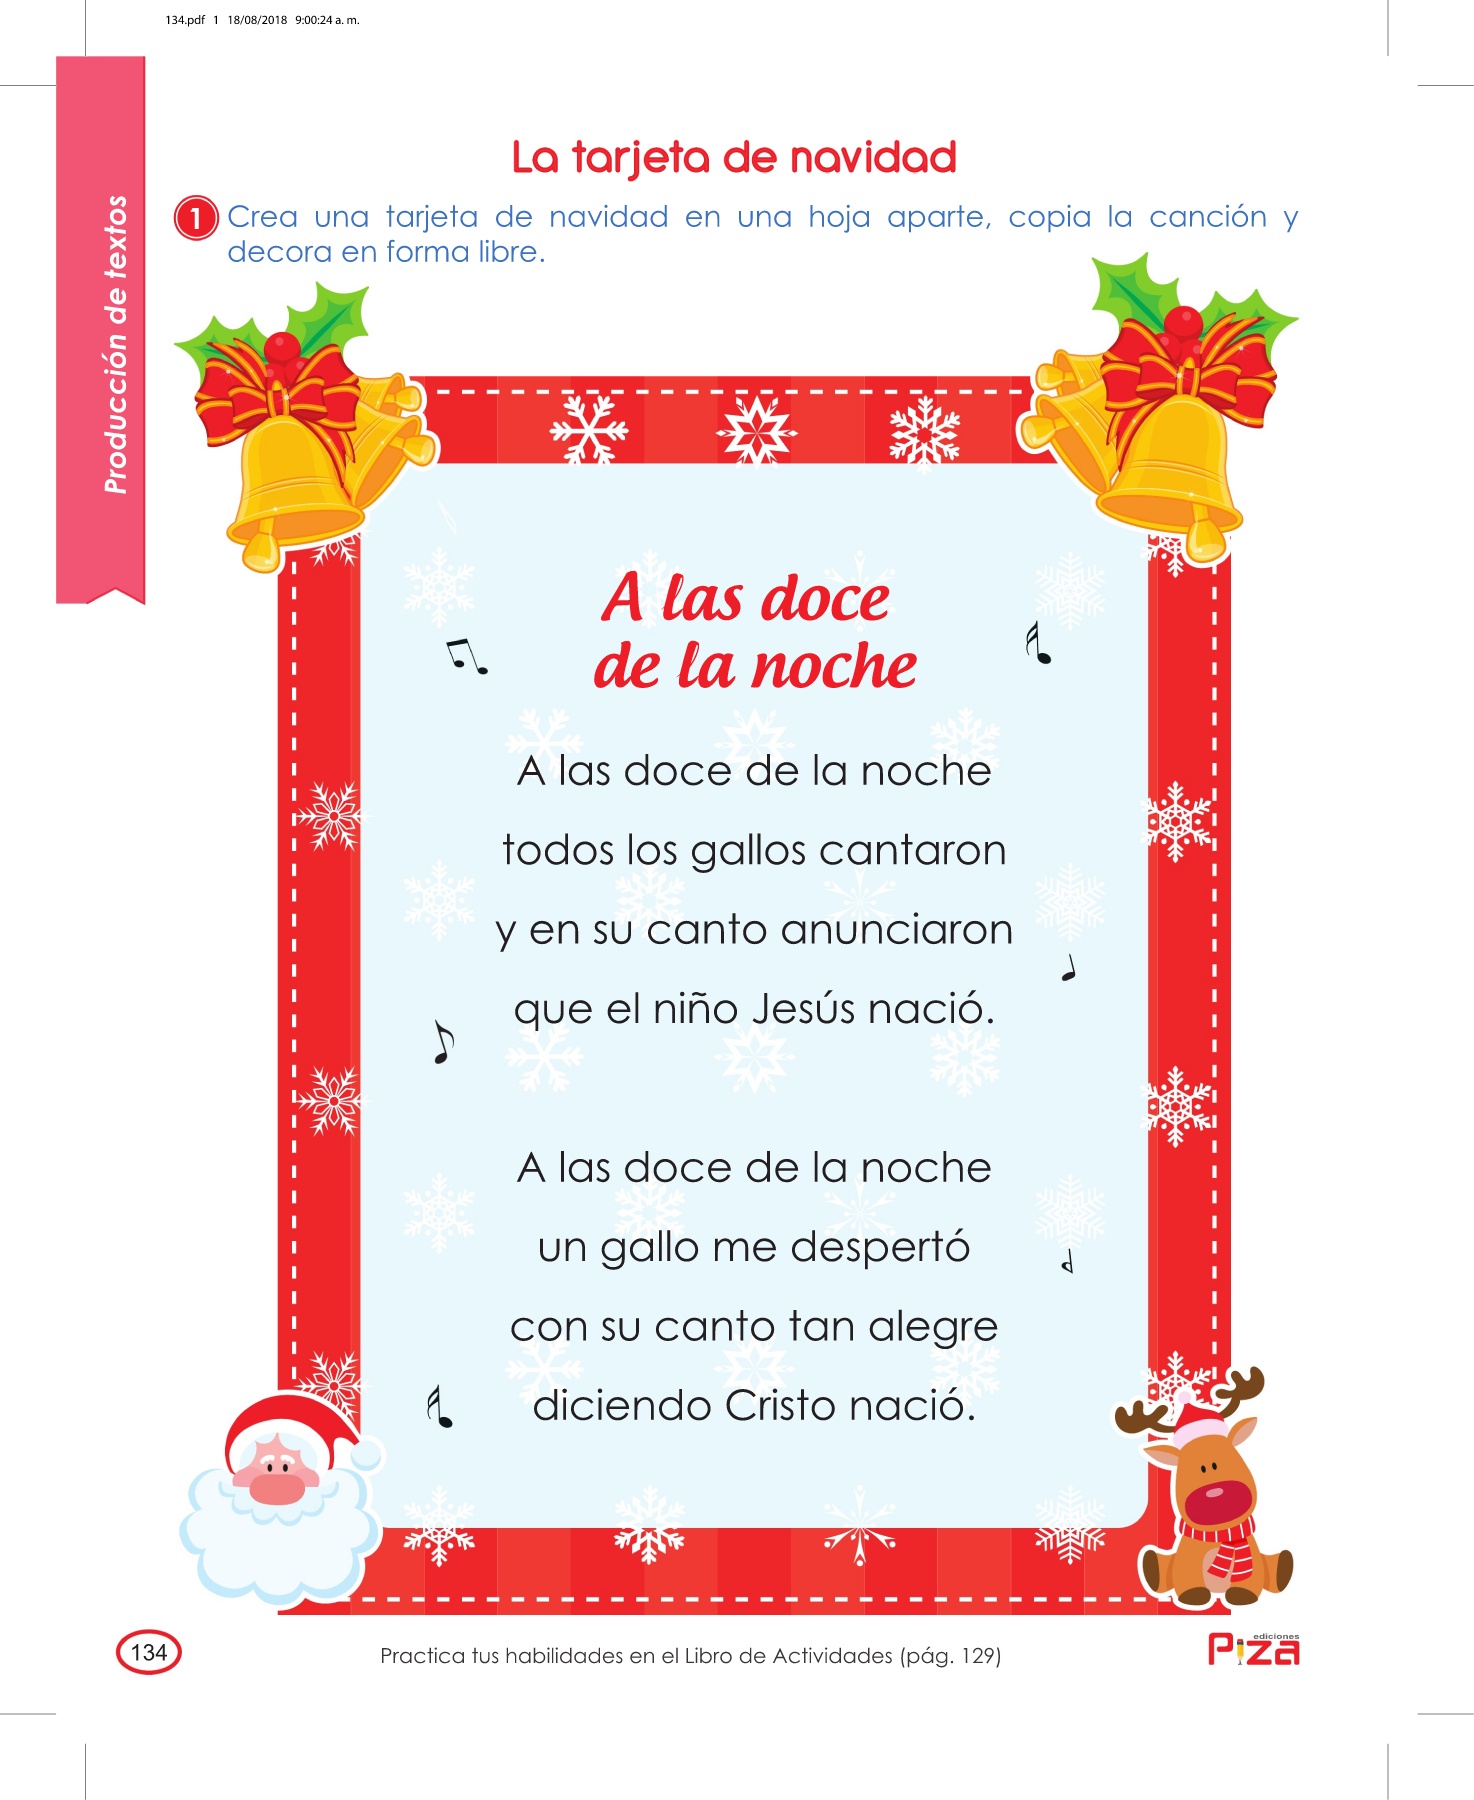 134.pdf 1 18/08/2018 9:00:24 a. m.
Producción de textos
La tarjeta de navidad
1 Crea una tarjeta de navidad en una hoja aparte, copia la canción y
decora en forma libre.
A las doce
de la noche
A las doce de la noche
todos los gallos cantaron
y en su canto anunciaron
que el niño Jesús nació.
A las doce de la noche
un gallo me despertó
con su canto tan alegre
diciendo Cristo nació.
134
Practica tus habilidades en el Libro de Actividades (pág. 129)
ediciones
Piza